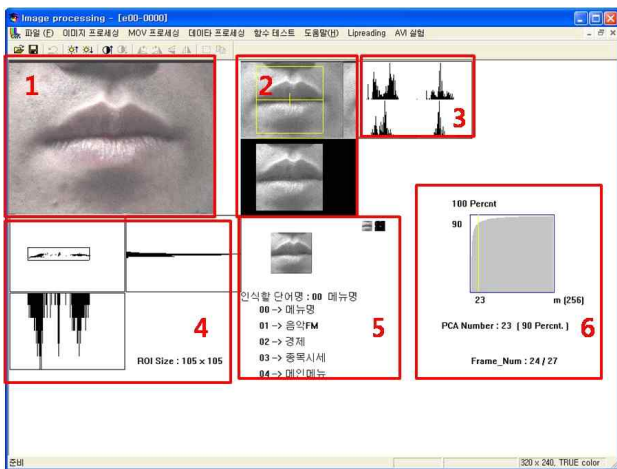 Image processing - [e00-0000]
파일 (F) 이미지 프로세싱 MOV 프로세싱 데이타 프로세싱 함수 테스트 도움말(H) Lipreading AVI 실험
1
2
3
100 Percnt
90
23 m (256)
PCA Number : 23 ( 90 Percnt. )
Frame_Num : 24 / 27
6
4
ROI Size : 105 x 105
5
인식할 단어명 : 00 메뉴명
00 -> 메뉴명
01 -> 음악FM
02 -> 경제
03 -> 종목시세
04 -> 메인메뉴
준비
320 x 240, TRUE color